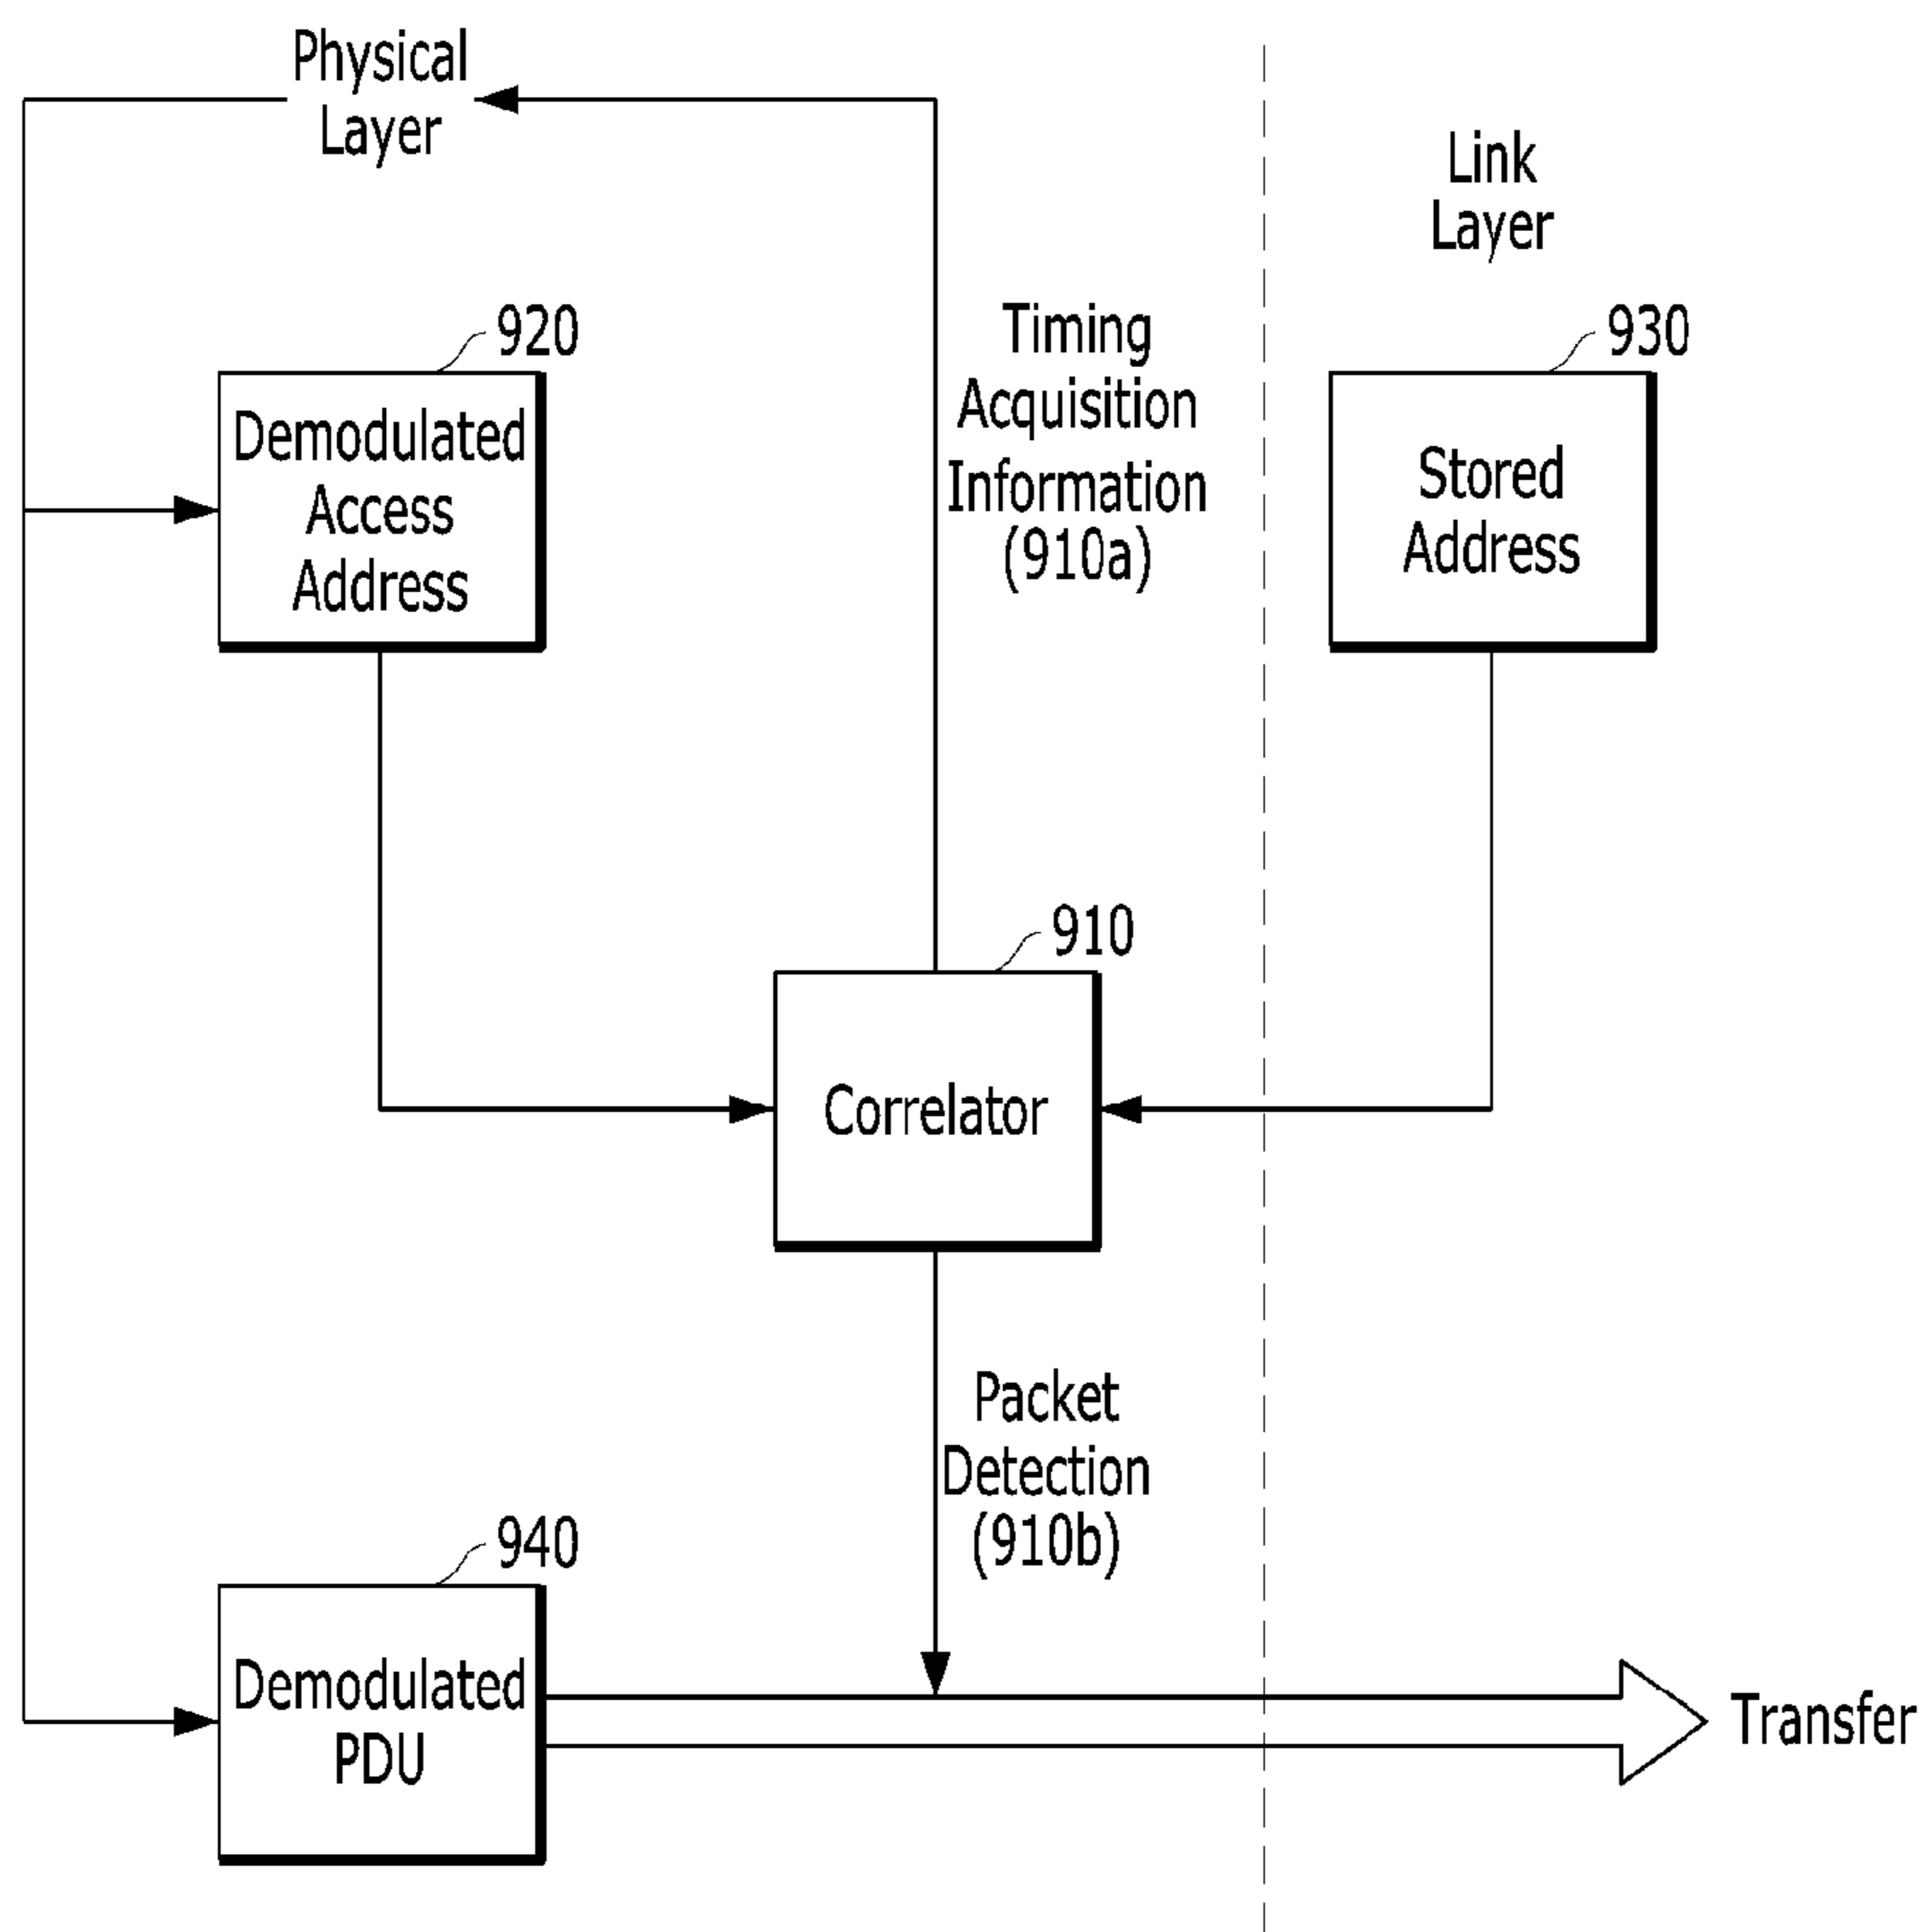 Physical
Layer
Link
Layer
920
Timing
Acquisition
Information
(910a)
930
Demodulated
Access
Address
Stored
Address
910
Correlator
Packet
Detection
(910b)
940
Demodulated
PDU
Transfer